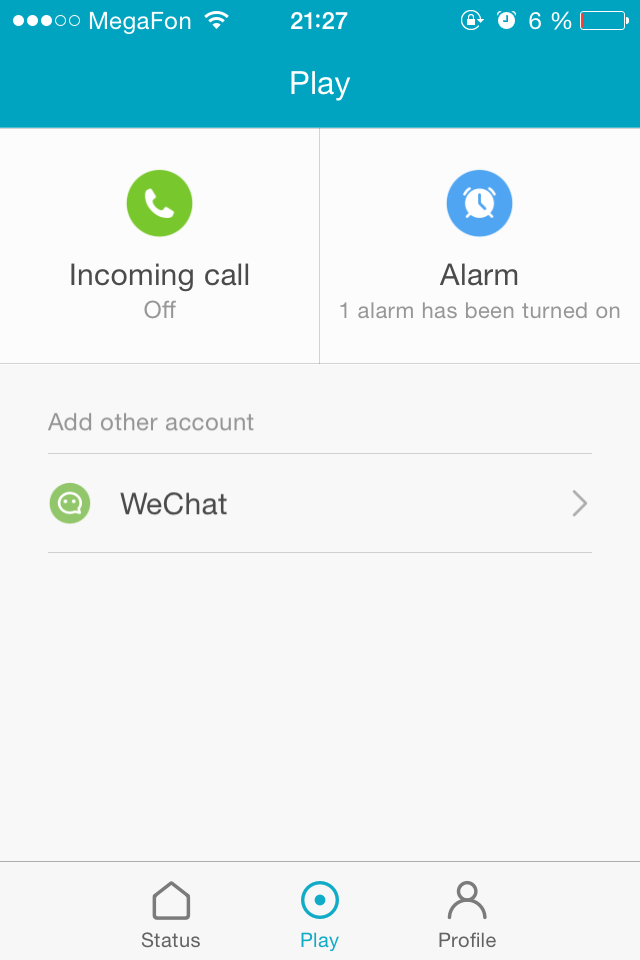 MegaFon 21:27 6 %
Play
Incoming call
Off
Alarm
1 alarm has been turned on
Add other account
WeChat
Status Play Profile